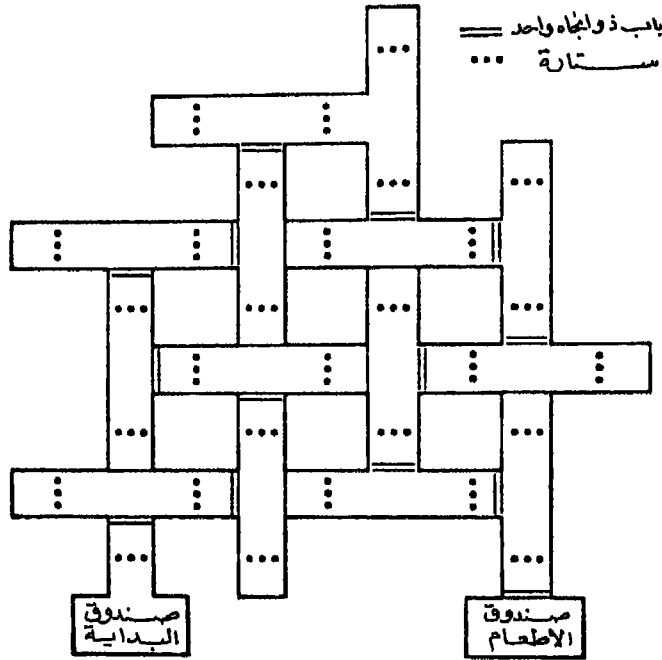 باب ذو اتجاه واحد
ستارة
صندوق
البداية
صندوق
الاطعام